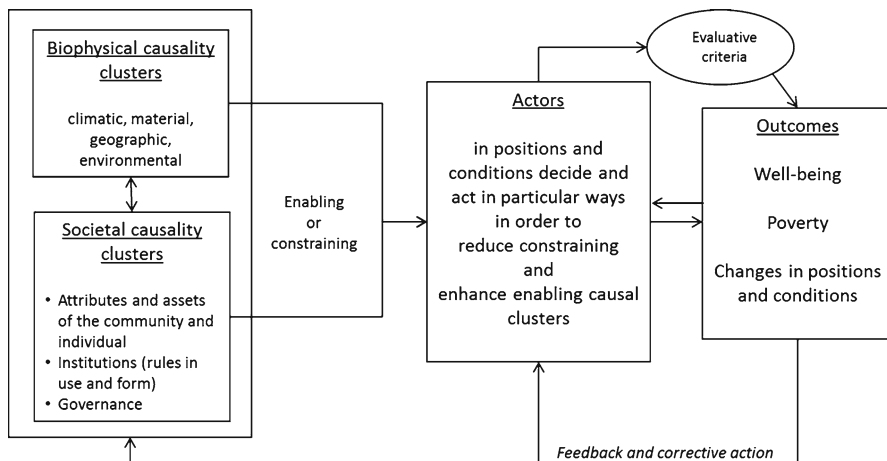 Biophysical causality
clusters
climatic, material,
geographic,
environmental
Societal causality
clusters
• Attributes and assets
of the community and
individual
• Institutions (rules in
use and form)
• Governance
Enabling
or
constraining
Actors
in positions and
conditions decide and
act in particular ways
in order to
reduce constraining
and
enhance enabling causal
clusters
Evaluative
criteria
Outcomes
Well-being
Poverty
Changes in positions
and conditions
Feedback and corrective action